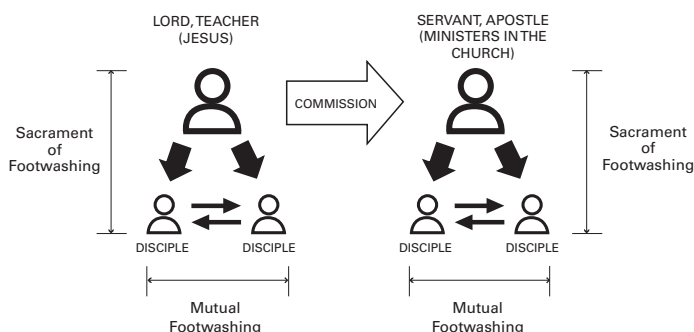 LORD, TEACHER
(JESUS)
SERVANT, APOSTLE
(MINISTERS IN THE
CHURCH)
COMMISSION
Sacrament
of
Footwashing
Sacrament
of
Footwashing
DISCIPLE
DISCIPLE
DISCIPLE
DISCIPLE
Mutual
Footwashing
Mutual
Footwashing